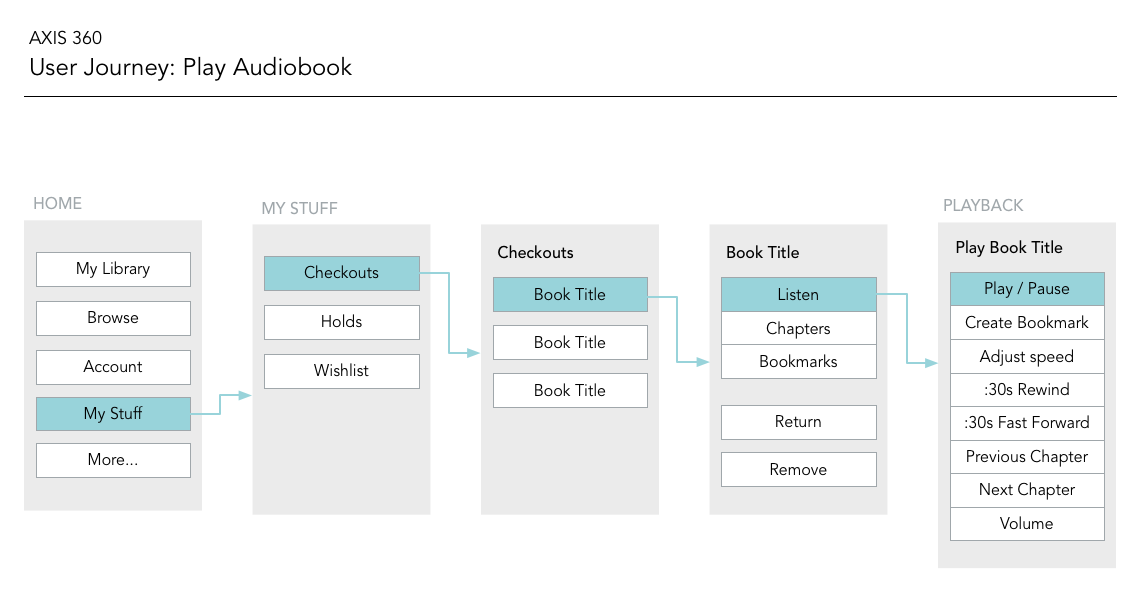 AXIS 360
User Journey: Play Audiobook
HOME
My Library
Browse
Account
My Stuff
More...
MY STUFF
Checkouts
Holds
Wishlist
Checkouts
Book Title
Book Title
Book Title
Book Title
Listen
Chapters
Bookmarks
Return
Remove
PLAYBACK
Play Book Title
Play / Pause
Create Bookmark
Adjust speed
:30s Rewind
:30s Fast Forward
Previous Chapter
Next Chapter
Volume